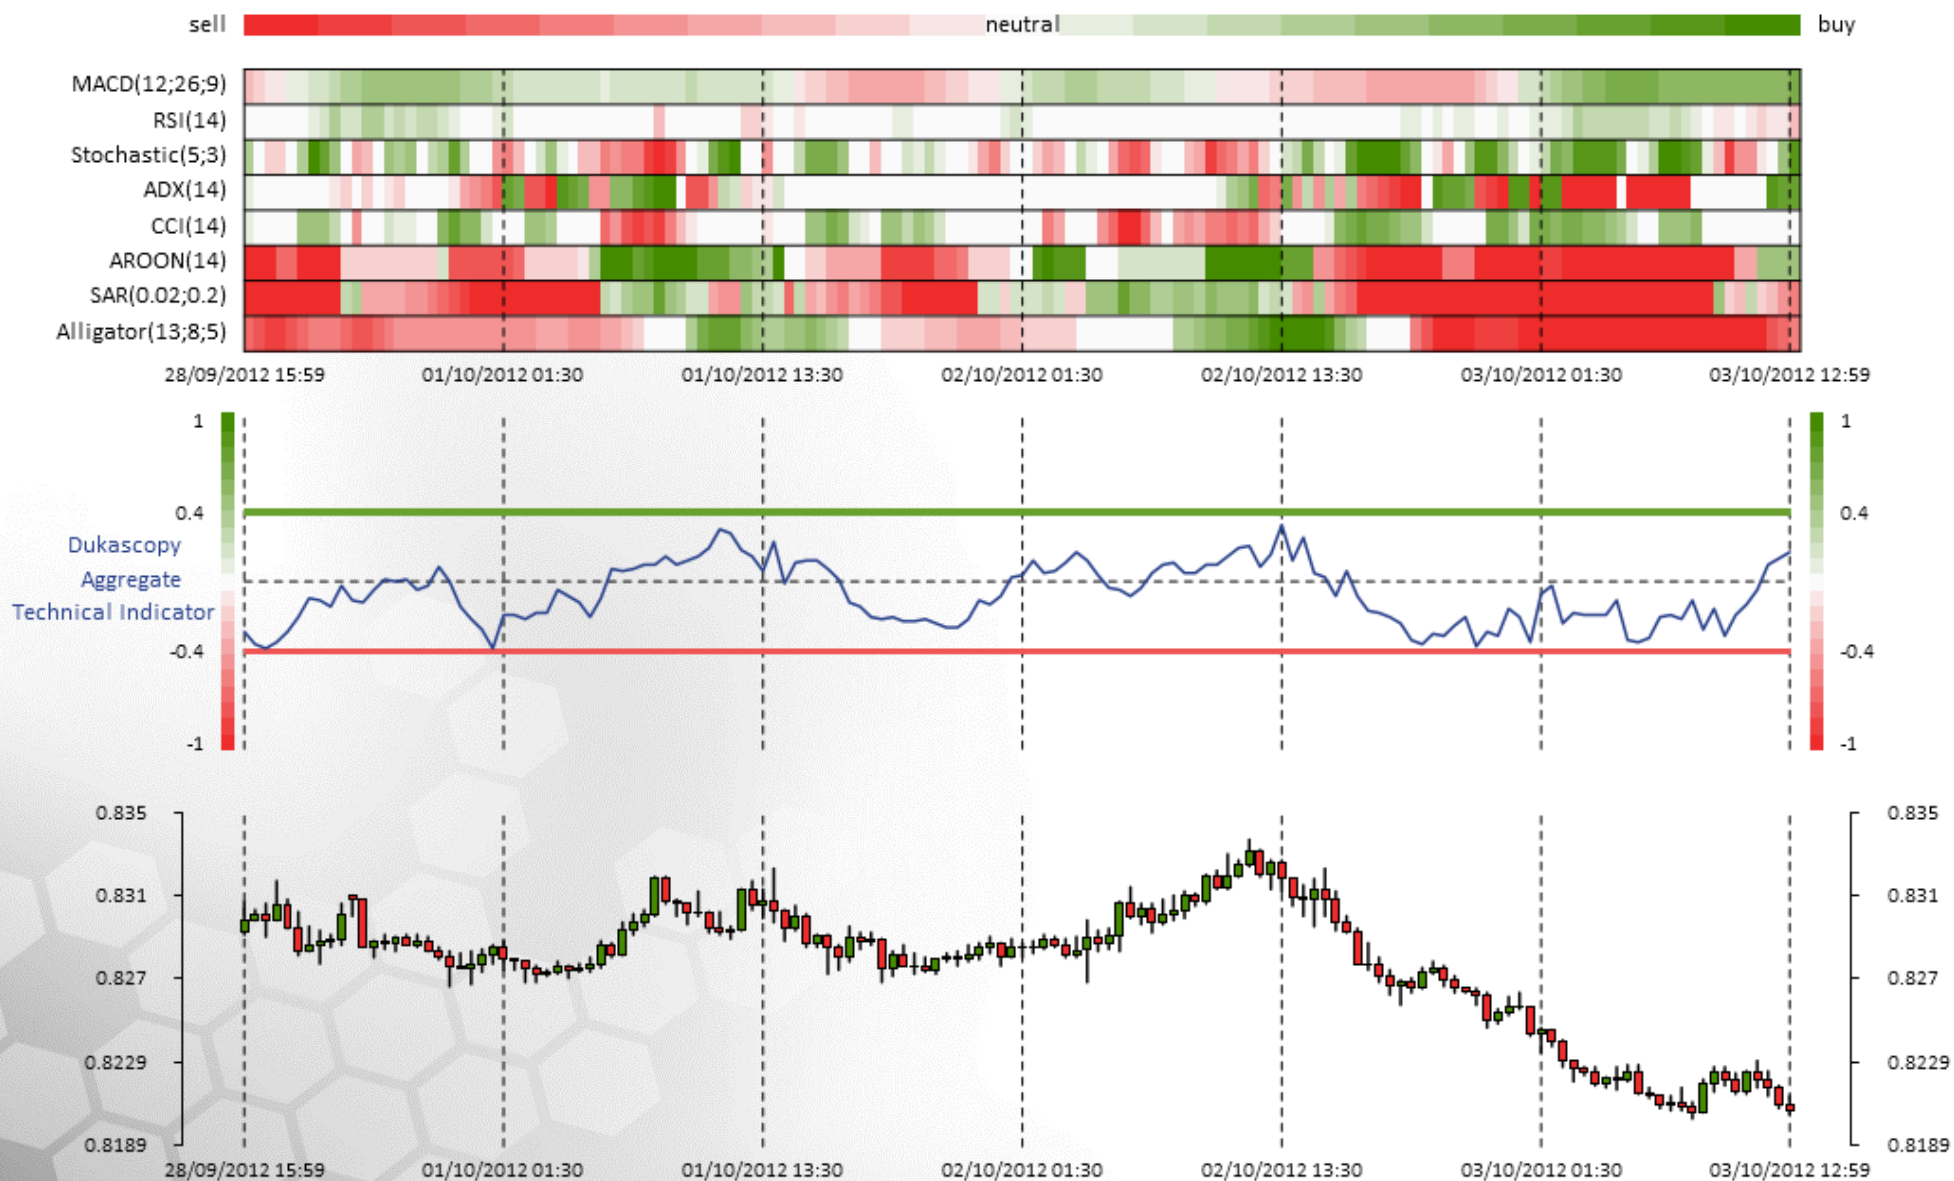 sell neutral buy
MACD(12;26;9)
RSI(14)
Stochastic(5;3)
ADX(14)
CCI(14)
AROON(14)
SAR(0.02;0.2)
Alligator(13;8;5)
28/09/2012 15:59 01/10/2012 01:30 01/10/2012 13:30 02/10/2012 01:30 02/10/2012 13:30 03/10/2012 01:30 03/10/2012 12:59
1 1
0.4 0.4
Dukascopy
Aggregate
Technical Indicator
-0.4 -0.4
-1 -1
0.835 0.835
0.831 0.831
0.827 0.827
0.8229 0.8229
0.8189 0.8189
28/09/2012 15:59 01/10/2012 01:30 01/10/2012 13:30 02/10/2012 01:30 02/10/2012 13:30 03/10/2012 01:30 03/10/2012 12:59